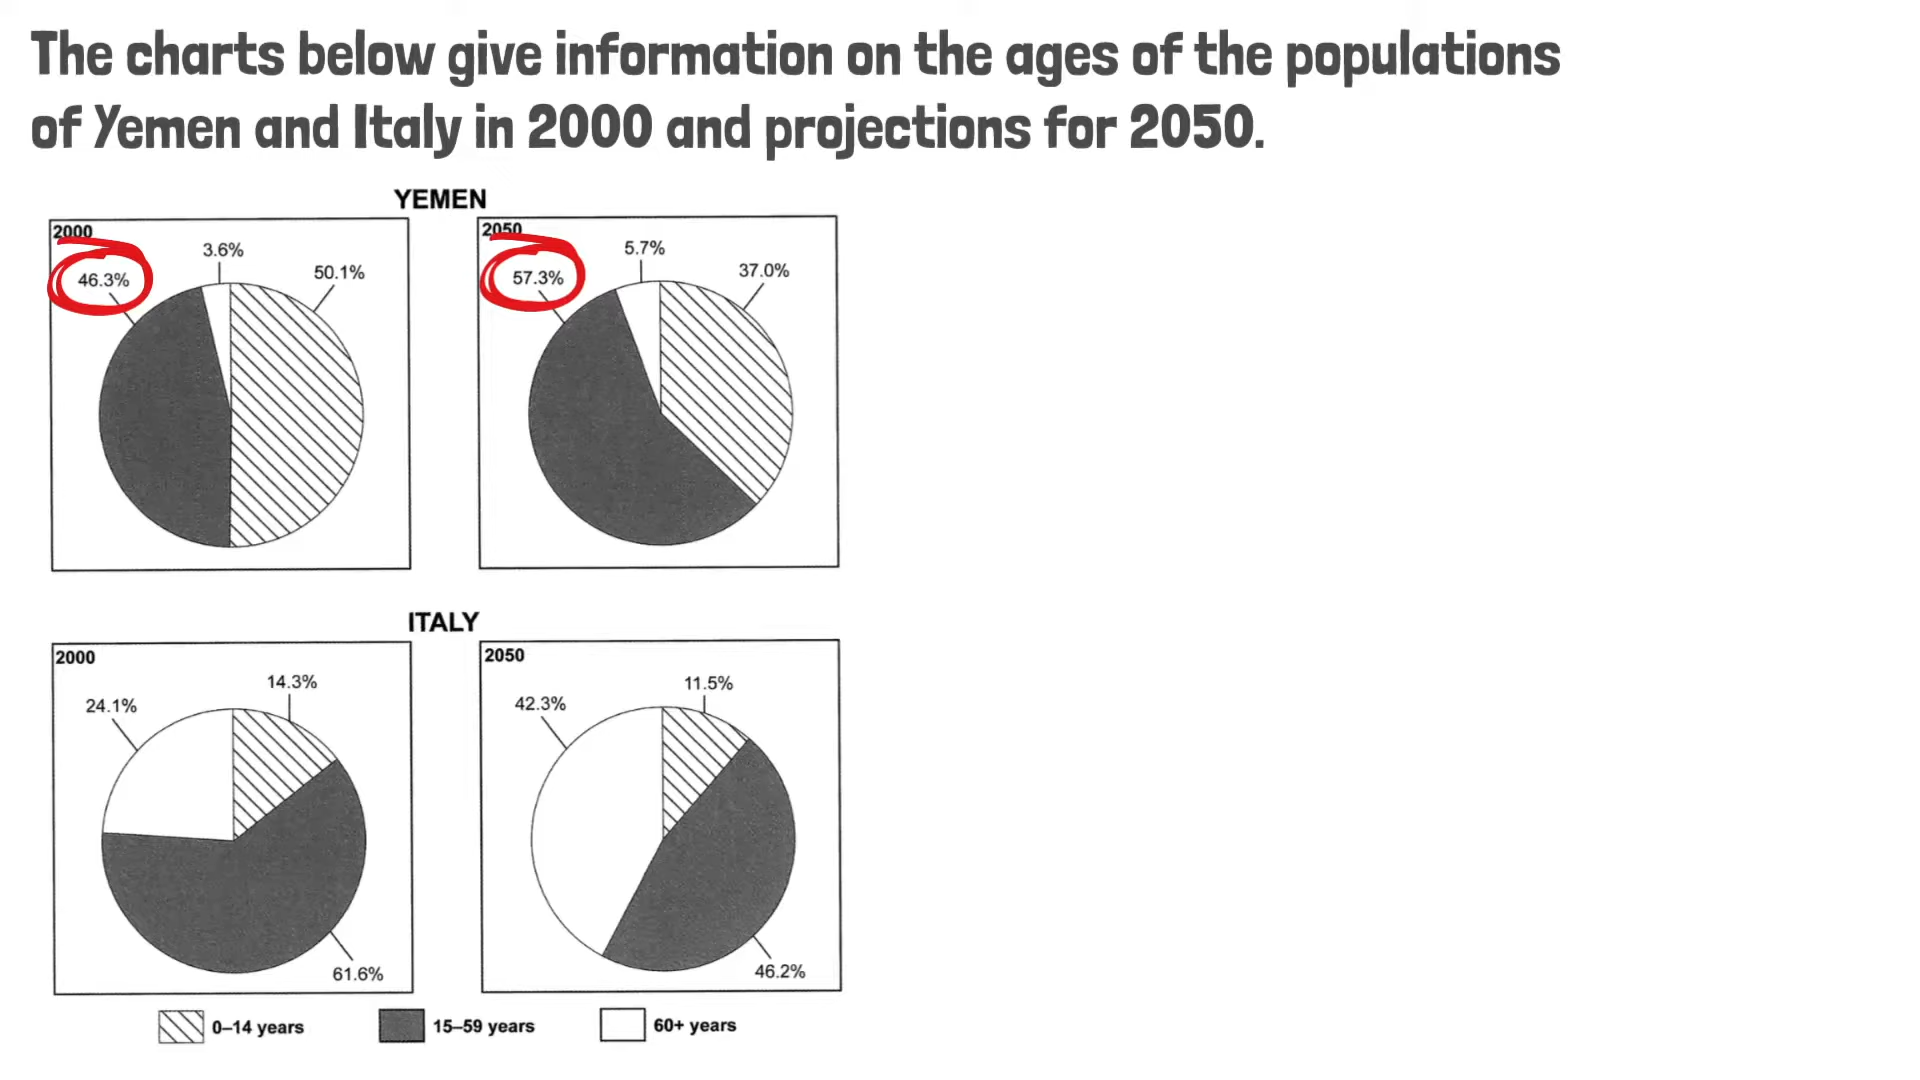 The charts below give information on the ages of the populations
of Yemen and Italy in 2000 and projections for 2050.
YEMEN
2000
3.6%
46.3%
50.1%
2050
5.7%
57.3%
37.0%
ITALY
2000
14.3%
24.1%
61.6%
2050
11.5%
42.3%
46.2%
0–14 years
15–59 years
60+ years